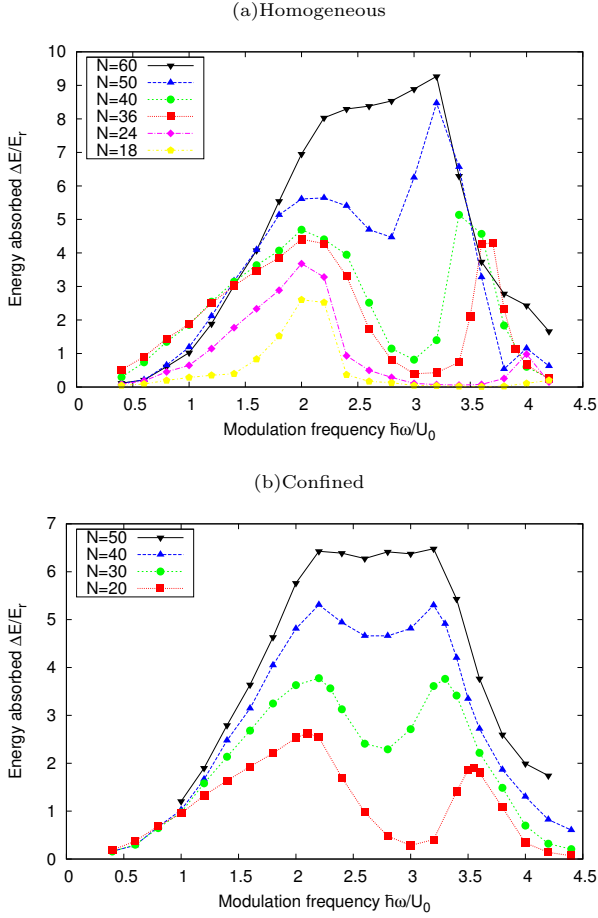 (a)Homogeneous
10
9
8
7
6
5
4
3
2
1
0
Energy absorbed ΔE/E_r
N=60
N=50
N=40
N=36
N=24
N=18
0 0.5 1 1.5 2 2.5 3 3.5 4 4.5
Modulation frequency ħω/U_0
(b)Confined
7
6
5
4
3
2
1
0
Energy absorbed ΔE/E_r
N=50
N=40
N=30
N=20
0 0.5 1 1.5 2 2.5 3 3.5 4 4.5
Modulation frequency ħω/U_0